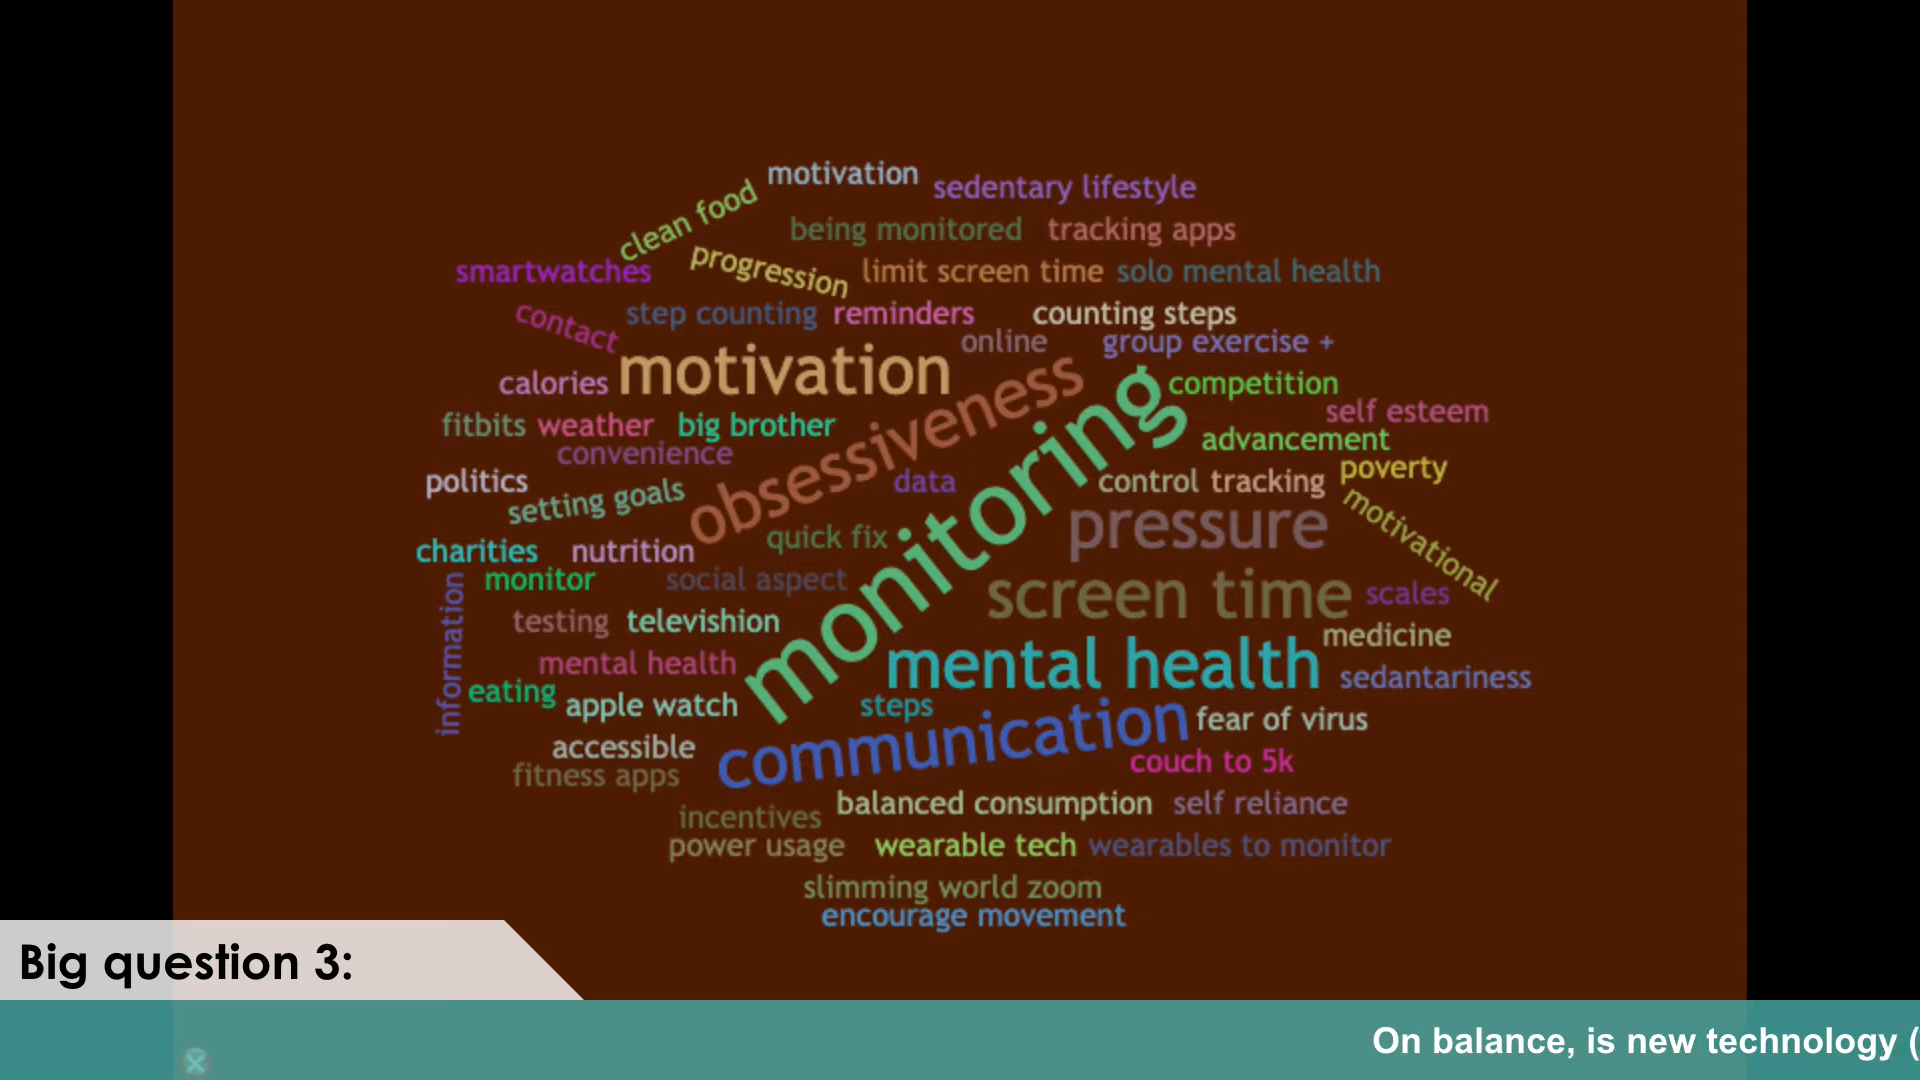 motivation
sedentary lifestyle
clean food
being monitored
tracking apps
progression
smartwatches
limit screen time
solo mental health
contact
step counting
reminders
counting steps
online
group exercise +
motivation
calories
obsessiveness
monitoring
competition
self esteem
fitbits
weather
big brother
advancement
convenience
poverty
politics
setting goals
data
control
tracking
motivational
pressure
quick fix
charities
nutrition
monitor
social aspect
screen time
scales
information
testing
televishion
medicine
mental health
mental health
sedantariness
eating
apple watch
steps
communication
fear of virus
accessible
couch to 5k
fitness apps
balanced consumption
self reliance
incentives
power usage
wearable tech
wearables to monitor
slimming world zoom
encourage movement
Big question 3:
On balance, is new technology (